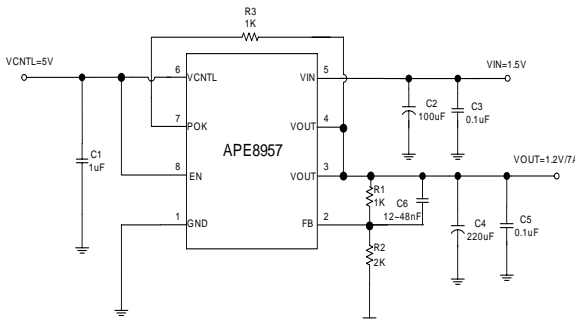 R3
1K
VCNTL=5V
6
VCNTL
VIN
5
VIN=1.5V
C2
100uF
C3
0.1uF
7
POK
VOUT
4
APE8957
VOUT=1.2V/7A
C1
1uF
8
EN
VOUT
3
R1
1K
C6
12~48nF
1
GND
FB
2
C4
220uF
C5
0.1uF
R2
2K